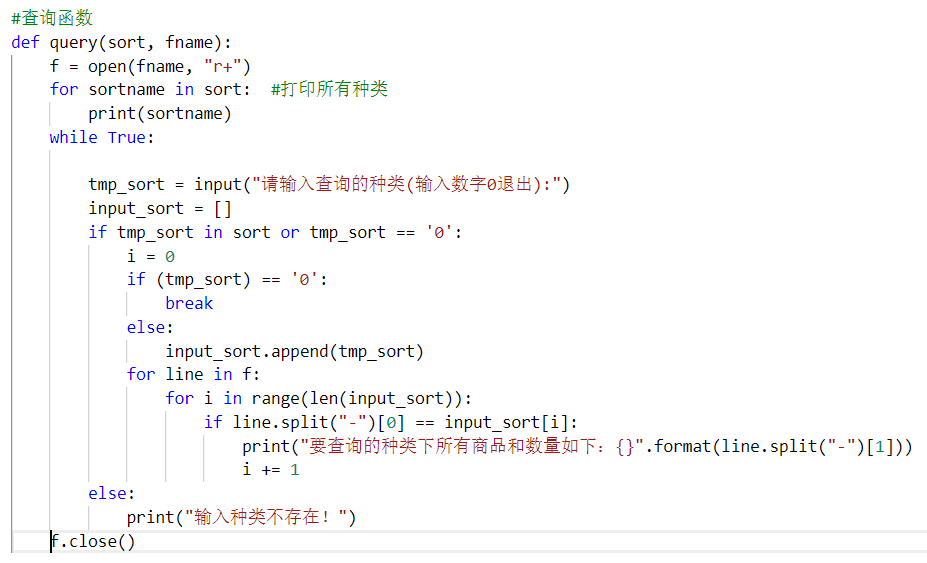 #查询函数
def query(sort, fname):
    f = open(fname, "r+")
    for sortname in sort:  #打印所有种类
        print(sortname)
    while True:
        tmp_sort = input("请输入查询的种类(输入数字0退出):")
        input_sort = []
        if tmp_sort in sort or tmp_sort == '0':
            i = 0
            if (tmp_sort) == '0':
                break
            else:
                input_sort.append(tmp_sort)
            for line in f:
                for i in range(len(input_sort)):
                    if line.split("-")[0] == input_sort[i]:
                        print("要查询的种类下所有商品和数量如下：{}".format(line.split("-")[1]))
                        i += 1
        else:
            print("输入种类不存在！")
    f.close()